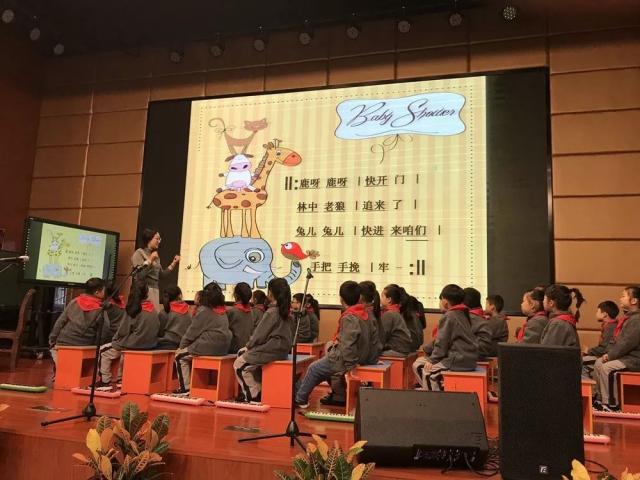 Baby Shower
‖:鹿呀 鹿呀 | 快开 门 |
林中 老狼 | 追来 了 |
兔儿 兔儿 | 快进 来咱们 |
手把 手挽 | 牢 - :‖